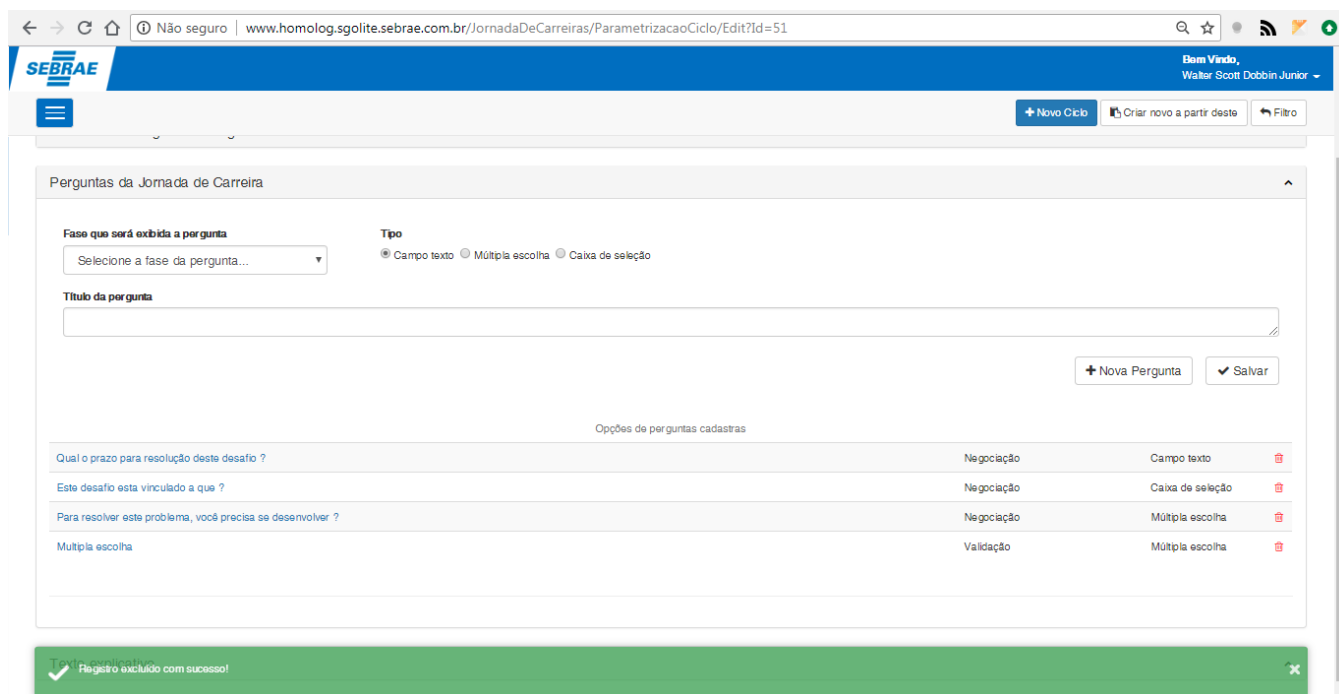 Não seguro | www.homolog.sgolite.sebrae.com.br/JornadaDeCarreiras/ParametrizacaoCiclo/Edit?Id=51
SEBRAE
Bem Vindo,
Walter Scott Dobbin Junior
+ Novo Ciclo Criar novo a partir deste Filtro
Perguntas da Jornada de Carreira
Fase que será exibida a pergunta Tipo
Selecione a fase da pergunta... Campo texto Múltipla escolha Caixa de seleção
Título da pergunta
+ Nova Pergunta Salvar
Opções de perguntas cadastras
Qual o prazo para resolução deste desafio ? Negociação Campo texto
Este desafio esta vinculado a que ? Negociação Caixa de seleção
Para resolver este problema, você precisa se desenvolver ? Negociação Múltipla escolha
Multipla escolha Validação Múltipla escolha
Texto explicativo
Registro excluído com sucesso!